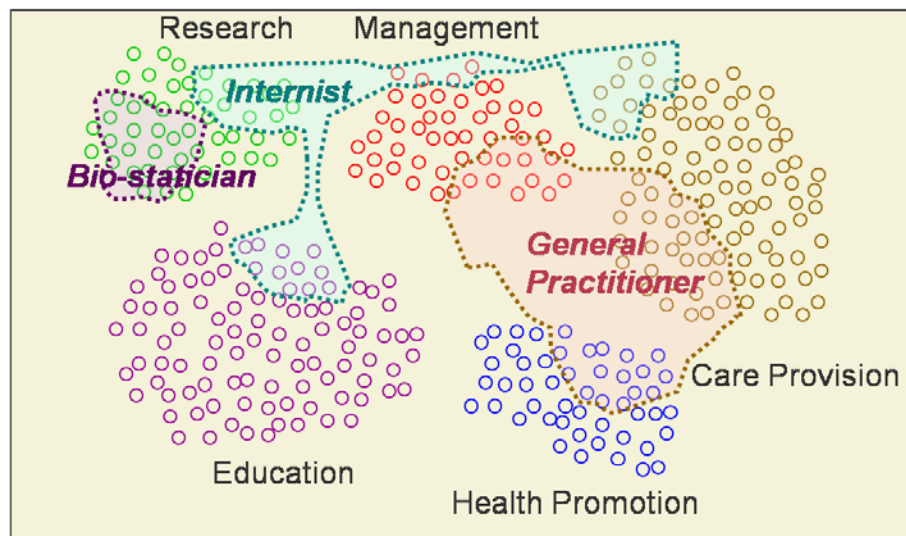 Research
Management
Internist
Bio-statician
General
Practitioner
Care Provision
Education
Health Promotion